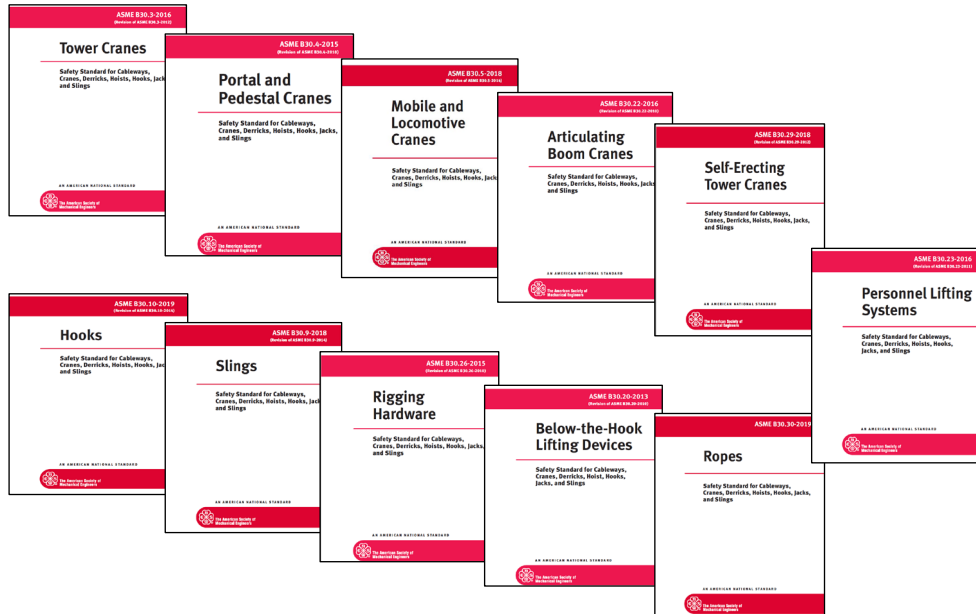 ASME B30.3-2016
(Revision of ASME B30.3-2012)
Tower Cranes
Safety Standard for Cableways,
Cranes, Derricks, Hoists, Hooks, Jacks
and Slings
AN AMERICAN NATIONAL STANDARD
The American Society of
Mechanical Engineers
ASME B30.4-2015
(Revision of ASME B30.4-2010)
Portal and
Pedestal Cranes
Safety Standard for Cableways,
Cranes, Derricks, Hoists, Hooks, Jacks,
and Slings
AN AMERICAN NATIONAL STANDARD
The American Society of
Mechanical Engineers
ASME B30.5-2018
(Revision of ASME B30.5-2014)
Mobile and
Locomotive
Cranes
Safety Standard for Cableways,
Cranes, Derricks, Hoists, Hooks, Jack
and Slings
AN AMERICAN NATIONAL STANDARD
The American Society of
Mechanical Engineers
ASME B30.22-2016
(Revision of ASME B30.22-2010)
Articulating
Boom Cranes
Safety Standard for Cableways,
Cranes, Derricks, Hoists, Hooks, Jacks
and Slings
AN AMERICAN NATIONAL STANDARD
The American Society of
Mechanical Engineers
ASME B30.29-2018
(Revision of ASME B30.29-2012)
Self-Erecting
Tower Cranes
Safety Standard for Cableways,
Cranes, Derricks, Hoists, Hooks, Jacks,
and Slings
AN AMERICAN NATIONAL STANDARD
The American Society of
Mechanical Engineers
ASME B30.23-2016
(Revision of ASME B30.23-2011)
Personnel Lifting
Systems
Safety Standard for Cableways,
Cranes, Derricks, Hoists, Hooks,
Jacks, and Slings
AN AMERICAN NATIONAL STANDARD
The American Society of
Mechanical Engineers
ASME B30.10-2019
(Revision of ASME B30.10-2014)
Hooks
Safety Standard for Cableways,
Cranes, Derricks, Hoists, Hooks, Jac
and Slings
AN AMERICAN NATIONAL STANDARD
The American Society of
Mechanical Engineers
ASME B30.9-2018
(Revision of ASME B30.9-2014)
Slings
Safety Standard for Cableways,
Cranes, Derricks, Hoists, Hooks, Jack
and Slings
AN AMERICAN NATIONAL STANDARD
The American Society of
Mechanical Engineers
ASME B30.26-2015
(Revision of ASME B30.26-2010)
Rigging
Hardware
Safety Standard for Cableways,
Cranes, Derricks, Hoists, Hooks, Jacks,
and Slings
AN AMERICAN NATIONAL STANDARD
The American Society of
Mechanical Engineers
ASME B30.20-2013
(Revision of ASME B30.20-2010)
Below-the-Hook
Lifting Devices
Safety Standard for Cableways,
Cranes, Derricks, Hoist, Hooks,
Jacks, and Slings
AN AMERICAN NATIONAL STANDARD
The American Society of
Mechanical Engineers
ASME B30.30-2019
Ropes
Safety Standard for Cableways,
Cranes, Derricks, Hoists, Hooks, Jacks,
and Slings
AN AMERICAN NATIONAL STANDARD
The American Society of
Mechanical Engineers